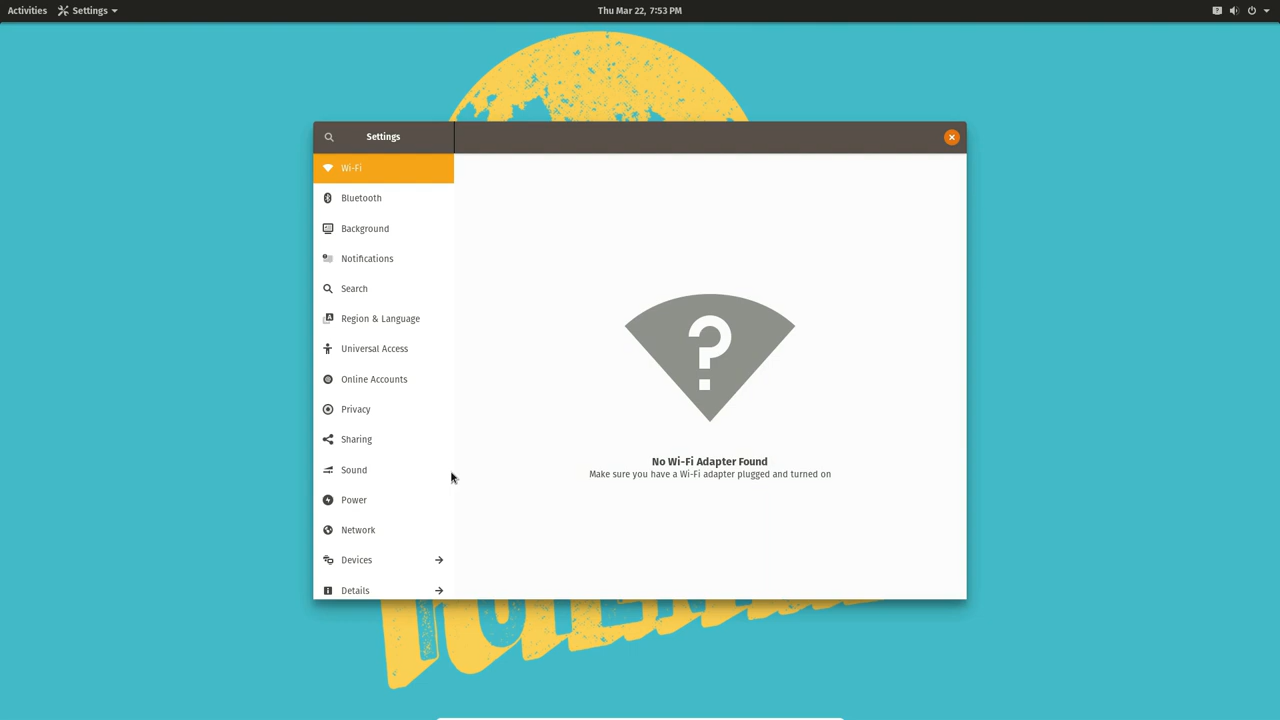 Activities
Settings
Thu Mar 22, 7:53 PM
Settings
Wi-Fi
Bluetooth
Background
Notifications
Search
Region & Language
Universal Access
Online Accounts
Privacy
Sharing
Sound
Power
Network
Devices
Details
?
No Wi-Fi Adapter Found
Make sure you have a Wi-Fi adapter plugged and turned on